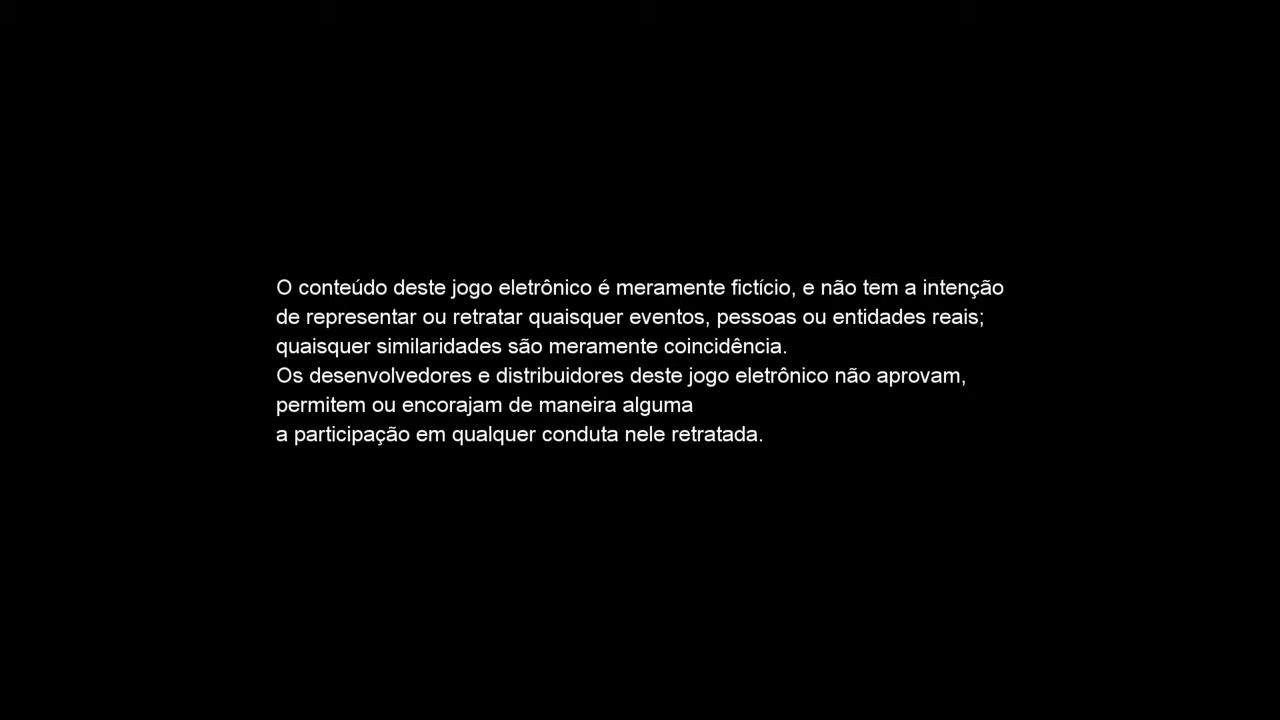 O conteúdo deste jogo eletrônico é meramente fictício, e não tem a intenção
de representar ou retratar quaisquer eventos, pessoas ou entidades reais;
quaisquer similaridades são meramente coincidência.
Os desenvolvedores e distribuidores deste jogo eletrônico não aprovam,
permitem ou encorajam de maneira alguma
a participação em qualquer conduta nele retratada.